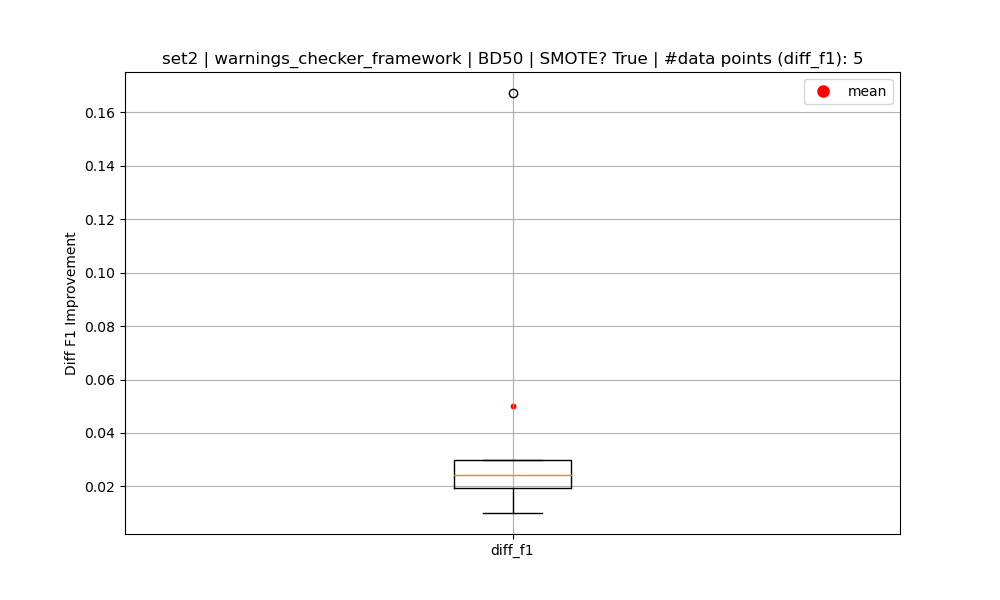 set2 | warnings_checker_framework | BD50 | SMOTE? True | #data points (diff_f1): 5
mean
0.16
0.14
0.12
0.10
0.08
0.06
0.04
0.02
Diff F1 Improvement
diff_f1